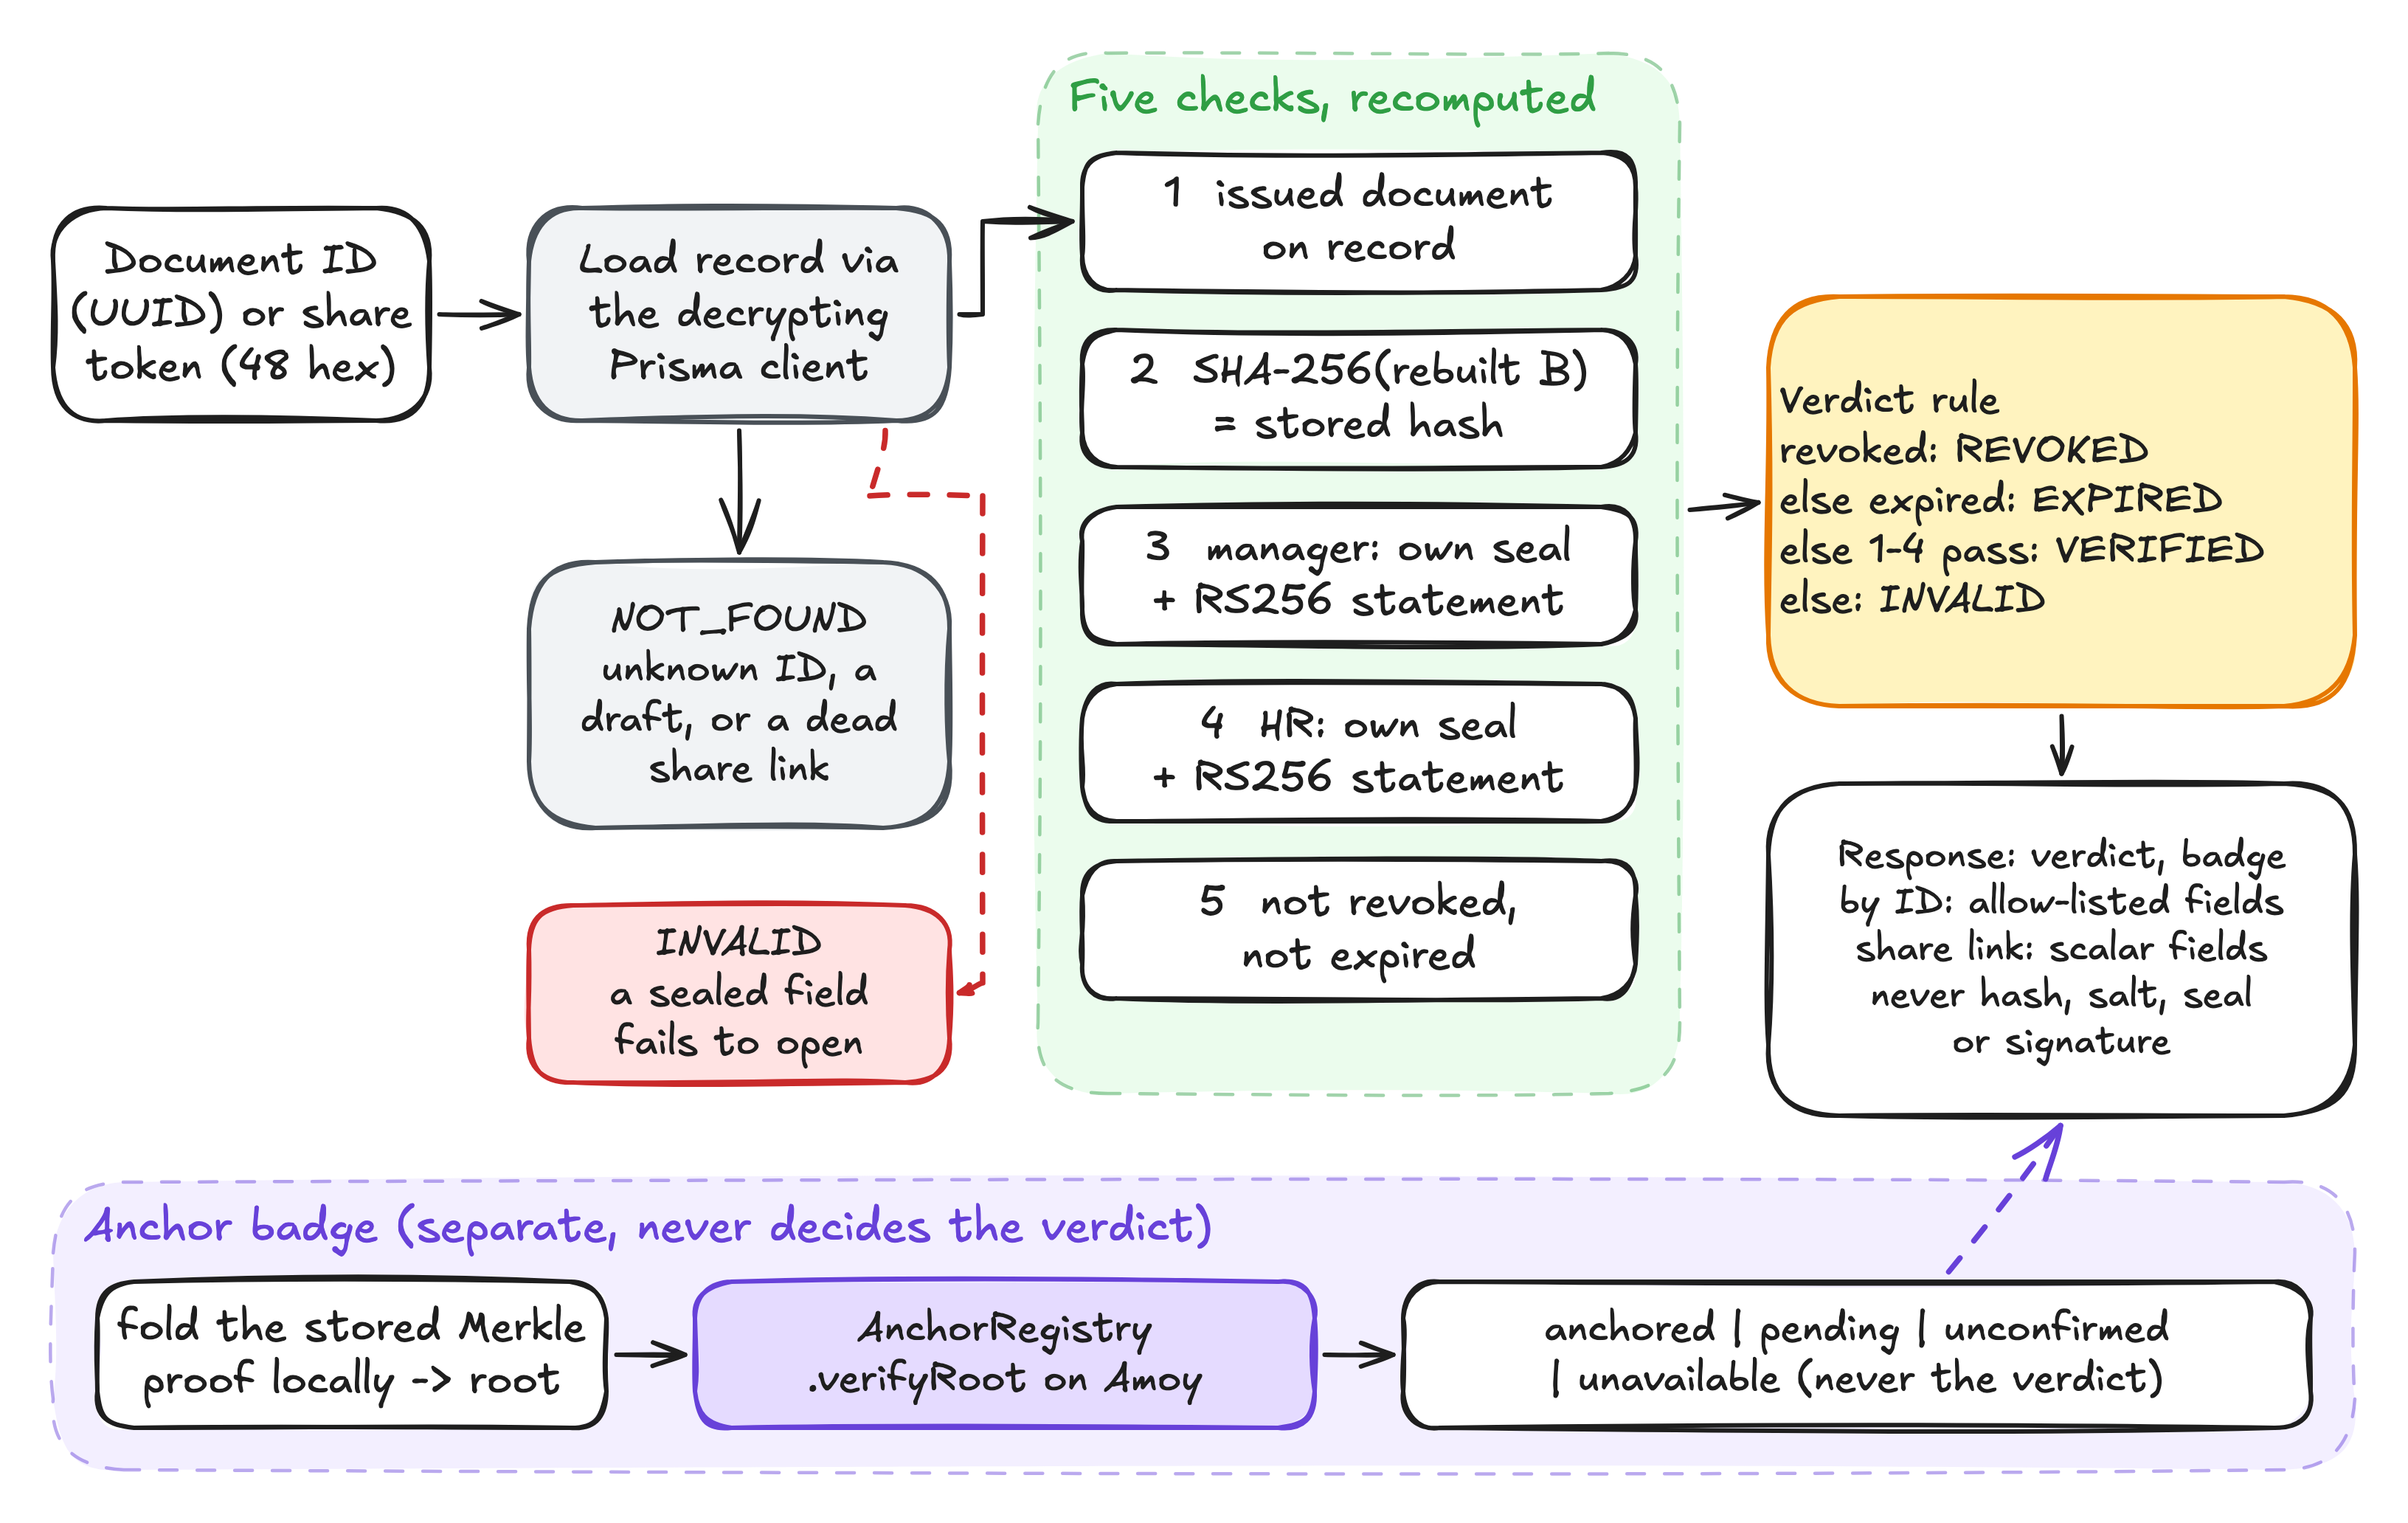 Document ID
(UUID) or share
token (48 hex)
Load record via
the decrypting
Prisma client
NOT_FOUND
unknown ID, a
draft, or a dead
share link
INVALID
a sealed field
fails to open
Five checks, recomputed
1 issued document
on record
2 SHA-256(rebuilt B)
= stored hash
3 manager: own seal
+ RS256 statement
4 HR: own seal
+ RS256 statement
5 not revoked,
not expired
Verdict rule
revoked: REVOKED
else expired: EXPIRED
else 1-4 pass: VERIFIED
else: INVALID
Response: verdict, badge
by ID: allow-listed fields
share link: scalar fields
never hash, salt, seal
or signature
Anchor badge (separate, never decides the verdict)
fold the stored Merkle
proof locally -> root
AnchorRegistry
.verifyRoot on Amoy
anchored | pending | unconfirmed
| unavailable (never the verdict)